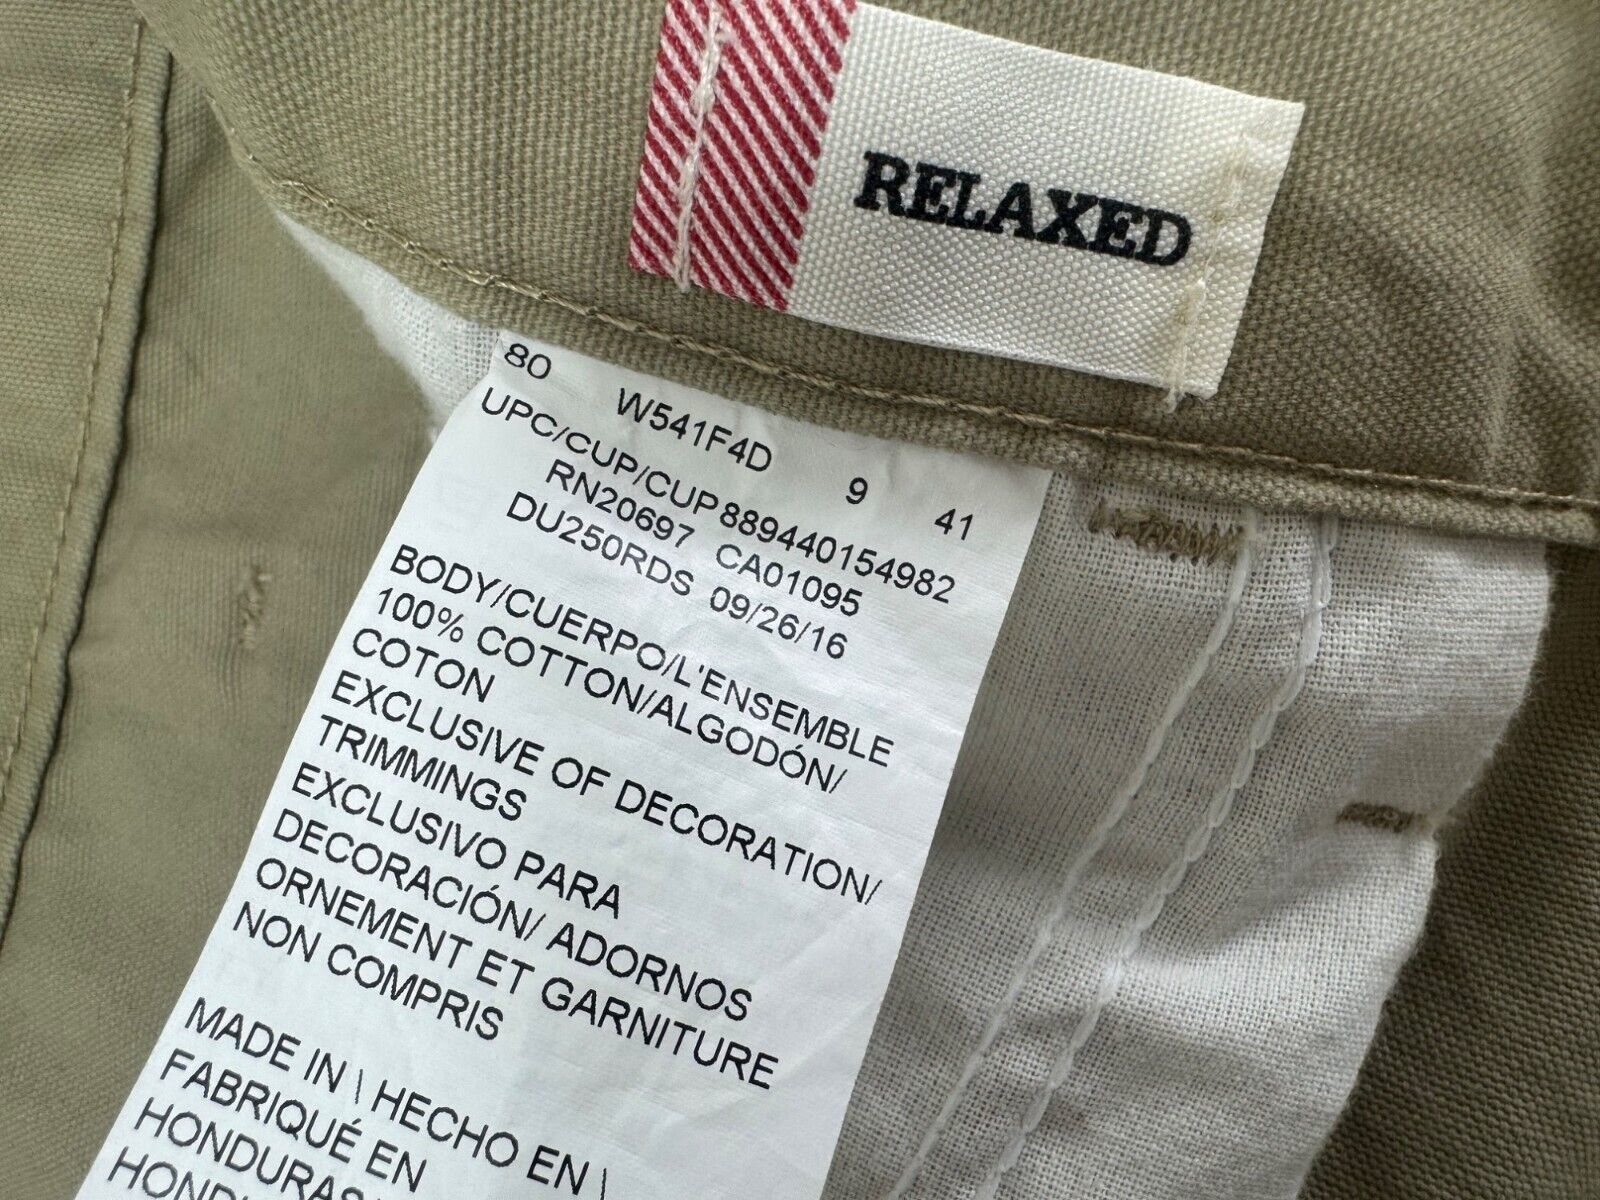 RELAXED
80 W541F4D 9 41
UPC/CUP/CUP889440154982
RN20697 CA01095
DU250RDS 09/26/16
BODY/CUERPO/L'ENSEMBLE
100% COTTON/ALGODÓN/
COTON
EXCLUSIVE OF DECORATION/
TRIMMINGS
EXCLUSIVO PARA
DECORACIÓN/ ADORNOS
ORNEMENT ET GARNITURE
NON COMPRIS
MADE IN \ HECHO EN \
FABRIQUÉ EN
HONDURAS